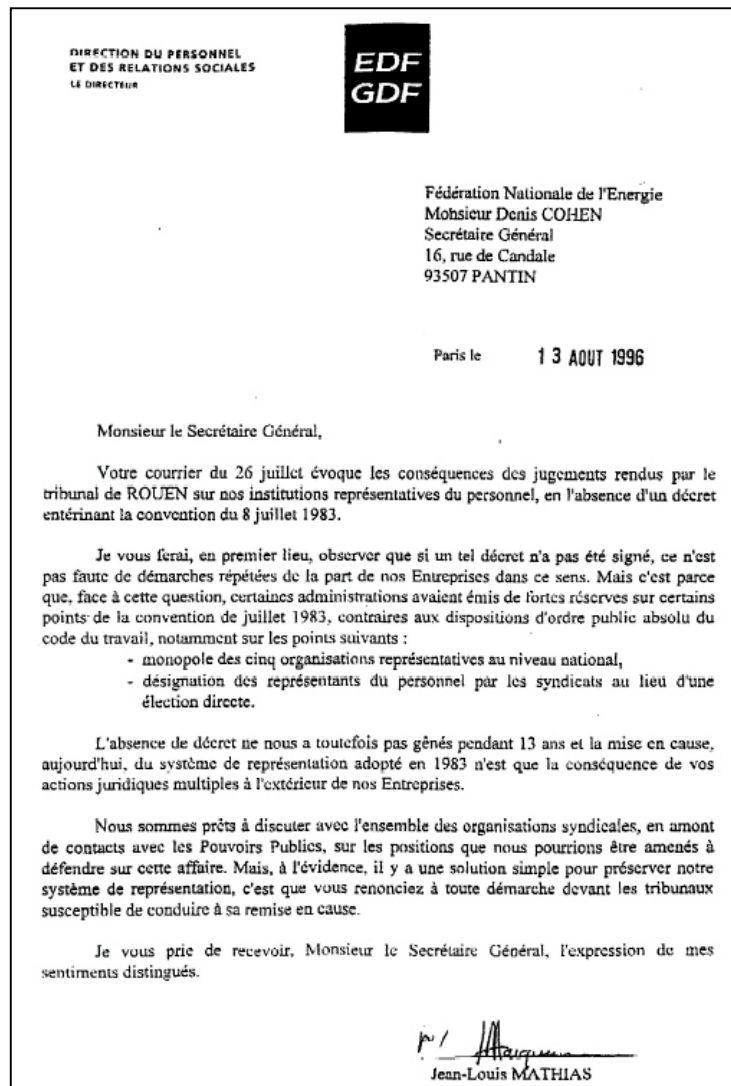 DIRECTION DU PERSONNEL
ET DES RELATIONS SOCIALES
LE DIRECTEUR
EDF
GDF
Fédération Nationale de l'Energie
Monsieur Denis COHEN
Secrétaire Général
16, rue de Candale
93507 PANTIN
Paris le 13 AOUT 1996
Monsieur le Secrétaire Général,
Votre courrier du 26 juillet évoque les conséquences des jugements rendus par le
tribunal de ROUEN sur nos institutions représentatives du personnel, en l'absence d'un décret
entérinant la convention du 8 juillet 1983.
Je vous ferai, en premier lieu, observer que si un tel décret n'a pas été signé, ce n'est
pas faute de démarches répétées de la part de nos Entreprises dans ce sens. Mais c'est parce
que, face à cette question, certaines administrations avaient émis de fortes réserves sur certains
points de la convention de juillet 1983, contraires aux dispositions d'ordre public absolu du
code du travail, notamment sur les points suivants :
- monopole des cinq organisations représentatives au niveau national,
- désignation des représentants du personnel par les syndicats au lieu d'une
élection directe.
L'absence de décret ne nous a toutefois pas gênés pendant 13 ans et la mise en cause,
aujourd'hui, du système de représentation adopté en 1983 n'est que la conséquence de vos
actions juridiques multiples à l'extérieur de nos Entreprises.
Nous sommes prêts à discuter avec l'ensemble des organisations syndicales, en amont
de contacts avec les Pouvoirs Publics, sur les positions que nous pourrions être amenés à
défendre sur cette affaire. Mais, à l'évidence, il y a une solution simple pour préserver notre
système de représentation, c'est que vous renonciez à toute démarche devant les tribunaux
susceptible de conduire à sa remise en cause.
Je vous prie de recevoir, Monsieur le Secrétaire Général, l'expression de mes
sentiments distingués.
Jean-Louis MATHIAS